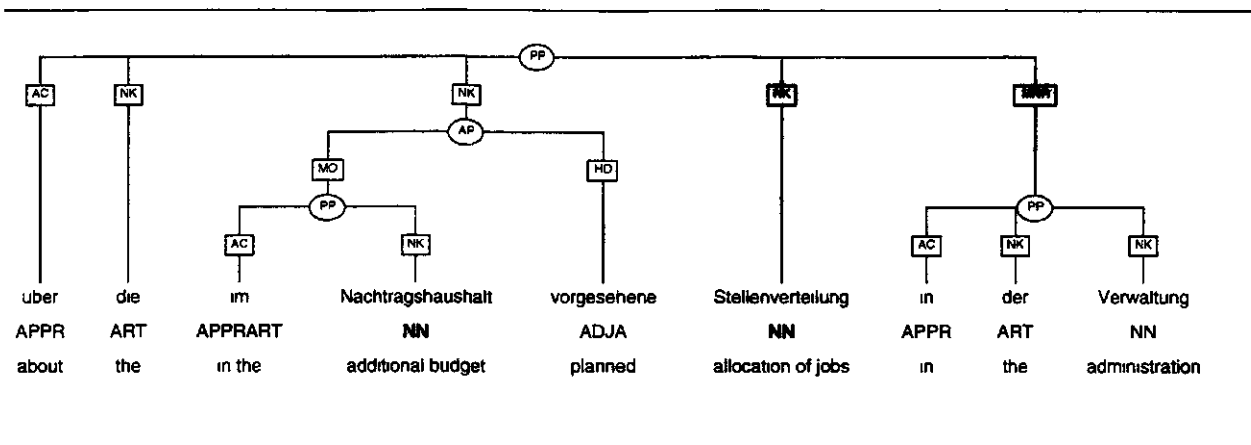 PP
AC NK NK NK
AP
MO HD
PP PP
AC NK AC NK NK
uber die im Nachtragshaushalt vorgesehene Stellenverteilung in der Verwaltung
APPR ART APPRART NN ADJA NN APPR ART NN
about the in the additional budget planned allocation of jobs in the administration